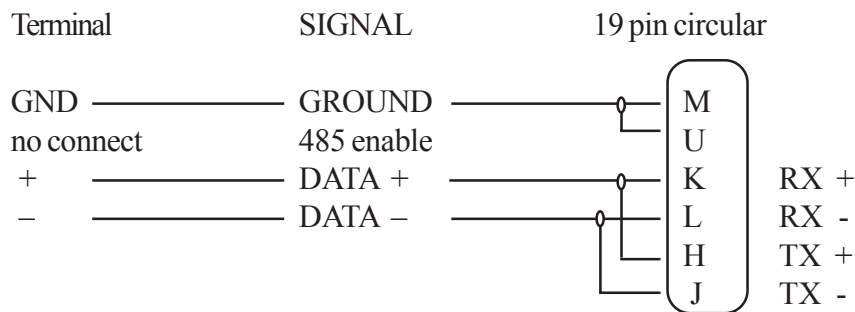 Terminal SIGNAL 19 pin circular
GND GROUND M
no connect 485 enable U
+ DATA + K RX +
– DATA – L RX -
H TX +
J TX -